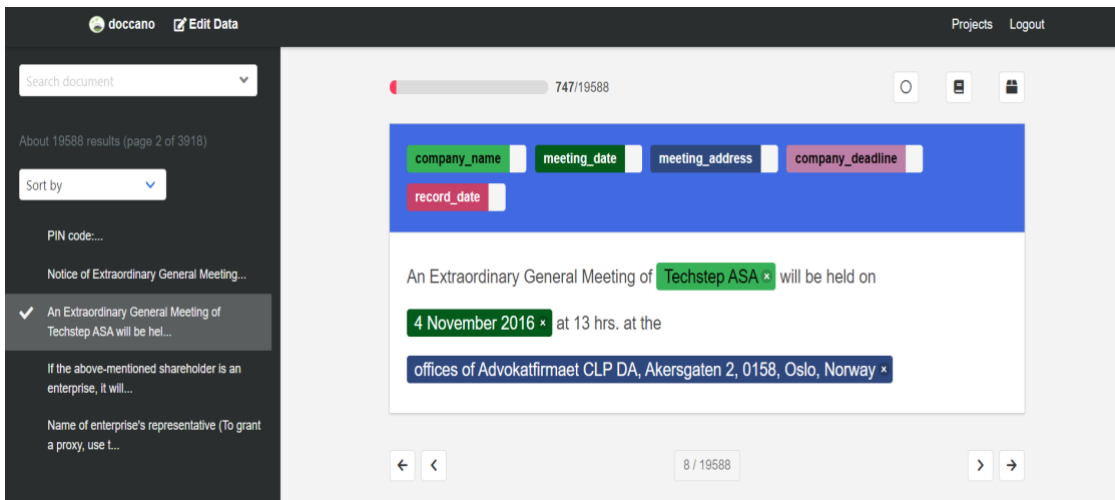 doccano Edit Data Projects Logout
Search document
About 19588 results (page 2 of 3918)
Sort by
PIN code:...
Notice of Extraordinary General Meeting...
An Extraordinary General Meeting of
Techstep ASA will be hel...
If the above-mentioned shareholder is an
enterprise, it will...
Name of enterprise's representative (To grant
a proxy, use t...
747/19588
company_name meeting_date meeting_address company_deadline
record_date
An Extraordinary General Meeting of Techstep ASA × will be held on
4 November 2016 × at 13 hrs. at the
offices of Advokatfirmaet CLP DA, Akersgaten 2, 0158, Oslo, Norway ×
8 / 19588